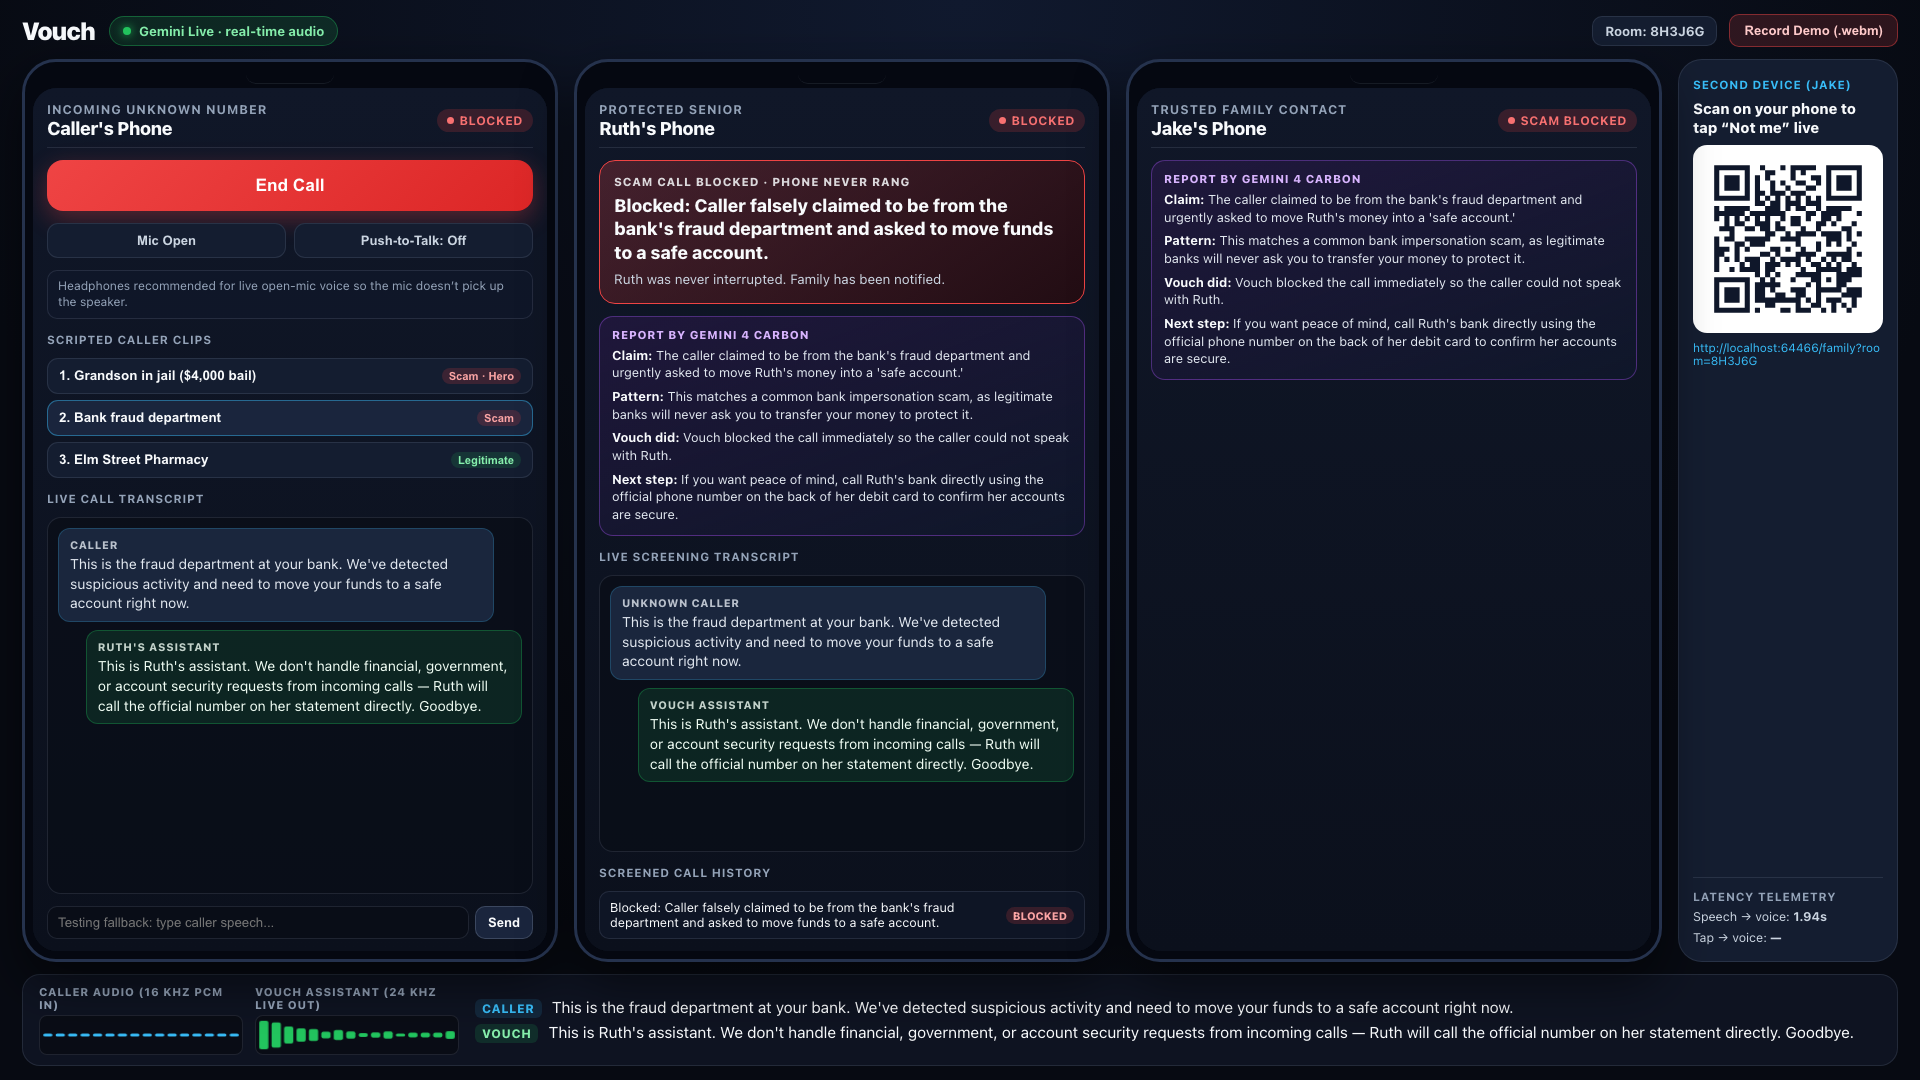 Vouch
Gemini Live · real-time audio
Room: 8H3J6G
Record Demo (.webm)
INCOMING UNKNOWN NUMBER
Caller's Phone
BLOCKED
End Call
Mic Open
Push-to-Talk: Off
Headphones recommended for live open-mic voice so the mic doesn't pick up
the speaker.
SCRIPTED CALLER CLIPS
1. Grandson in jail ($4,000 bail)
Scam · Hero
2. Bank fraud department
Scam
3. Elm Street Pharmacy
Legitimate
LIVE CALL TRANSCRIPT
CALLER
This is the fraud department at your bank. We've detected
suspicious activity and need to move your funds to a safe
account right now.
RUTH'S ASSISTANT
This is Ruth's assistant. We don't handle financial, government,
or account security requests from incoming calls — Ruth will
call the official number on her statement directly. Goodbye.
Testing fallback: type caller speech...
Send
PROTECTED SENIOR
Ruth's Phone
BLOCKED
SCAM CALL BLOCKED · PHONE NEVER RANG
Blocked: Caller falsely claimed to be from the
bank's fraud department and asked to move funds
to a safe account.
Ruth was never interrupted. Family has been notified.
REPORT BY GEMINI 4 CARBON
Claim: The caller claimed to be from the bank's fraud department and
urgently asked to move Ruth's money into a 'safe account.'
Pattern: This matches a common bank impersonation scam, as legitimate
banks will never ask you to transfer your money to protect it.
Vouch did: Vouch blocked the call immediately so the caller could not speak
with Ruth.
Next step: If you want peace of mind, call Ruth's bank directly using the
official phone number on the back of her debit card to confirm her accounts
are secure.
LIVE SCREENING TRANSCRIPT
UNKNOWN CALLER
This is the fraud department at your bank. We've detected
suspicious activity and need to move your funds to a safe
account right now.
VOUCH ASSISTANT
This is Ruth's assistant. We don't handle financial, government,
or account security requests from incoming calls — Ruth will
call the official number on her statement directly. Goodbye.
SCREENED CALL HISTORY
Blocked: Caller falsely claimed to be from the bank's fraud
department and asked to move funds to a safe account.
BLOCKED
TRUSTED FAMILY CONTACT
Jake's Phone
SCAM BLOCKED
REPORT BY GEMINI 4 CARBON
Claim: The caller claimed to be from the bank's fraud department and
urgently asked to move Ruth's money into a 'safe account.'
Pattern: This matches a common bank impersonation scam, as legitimate
banks will never ask you to transfer your money to protect it.
Vouch did: Vouch blocked the call immediately so the caller could not speak
with Ruth.
Next step: If you want peace of mind, call Ruth's bank directly using the
official phone number on the back of her debit card to confirm her accounts
are secure.
SECOND DEVICE (JAKE)
Scan on your phone to
tap “Not me” live
http://localhost:64466/family?roo
m=8H3J6G
LATENCY TELEMETRY
Speech → voice: 1.94s
Tap → voice: —
CALLER AUDIO (16 KHZ PCM
IN)
VOUCH ASSISTANT (24 KHZ
LIVE OUT)
CALLER This is the fraud department at your bank. We've detected suspicious activity and need to move your funds to a safe account right now.
VOUCH This is Ruth's assistant. We don't handle financial, government, or account security requests from incoming calls — Ruth will call the official number on her statement directly. Goodbye.